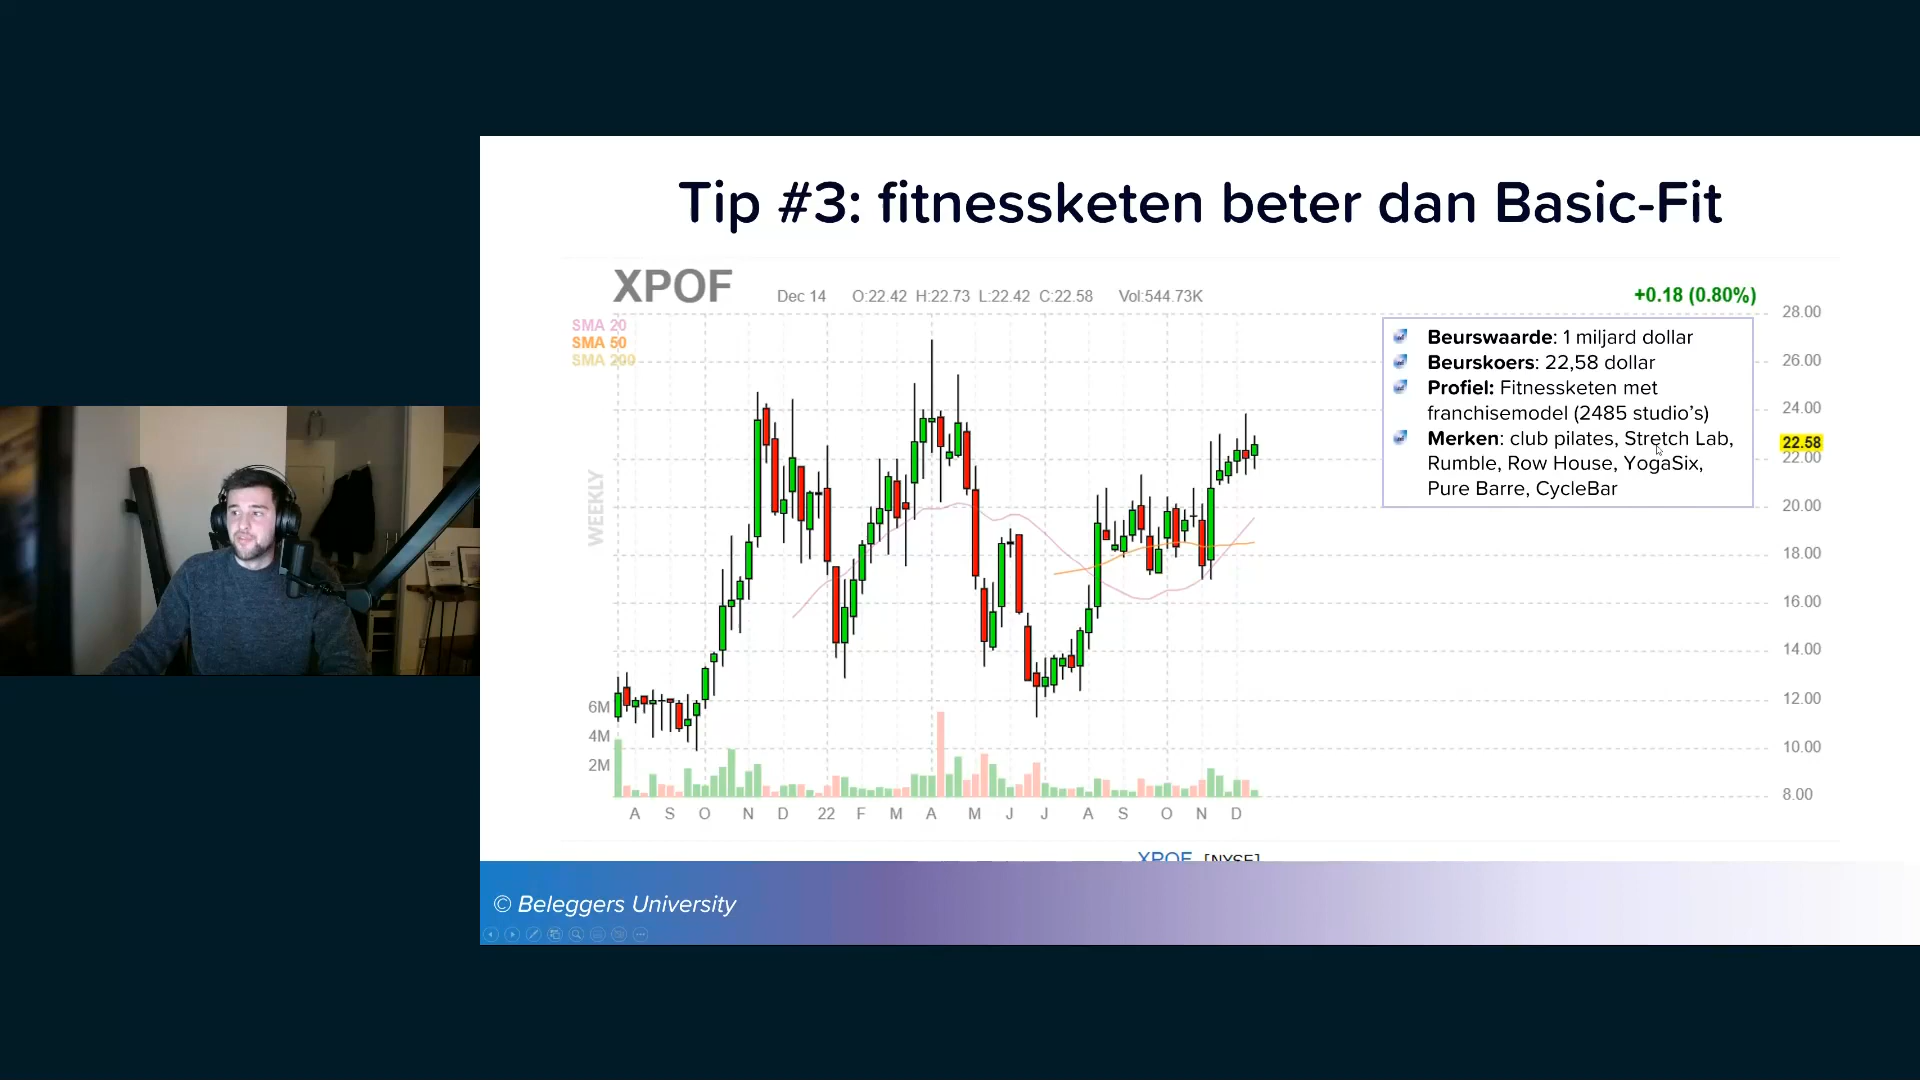 Tip #3: fitnessketen beter dan Basic-Fit
XPOF
Dec 14 O:22.42 H:22.73 L:22.42 C:22.58 Vol:544.73K
+0.18 (0.80%)
SMA 20
SMA 50
SMA 200
WEEKLY
Beurswaarde: 1 miljard dollar
Beurskoers: 22,58 dollar
Profiel: Fitnessketen met
franchisemodel (2485 studio’s)
Merken: club pilates, Stretch Lab,
Rumble, Row House, YogaSix,
Pure Barre, CycleBar
28.00
26.00
24.00
22.58
22.00
20.00
18.00
16.00
14.00
12.00
10.00
8.00
6M
4M
2M
A S O N D 22 F M A M J J A S O N D
XPOF [NYSE]
© Beleggers University